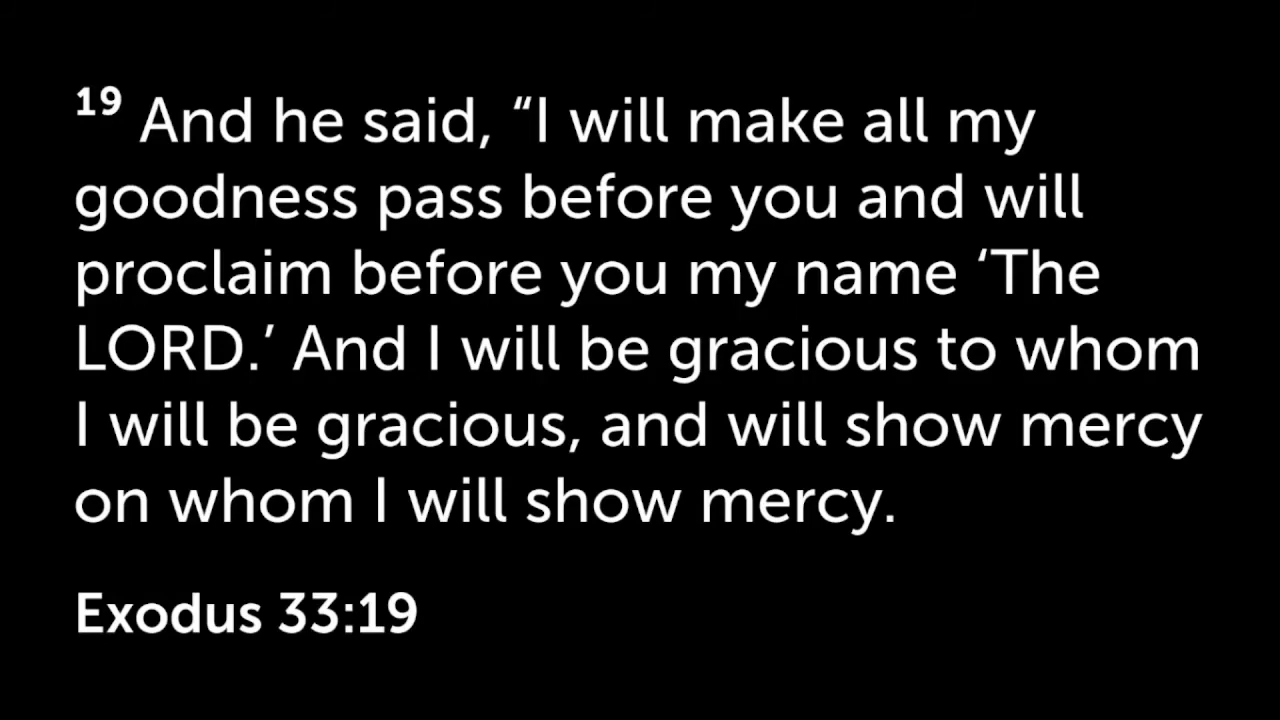 19 And he said, “I will make all my
goodness pass before you and will
proclaim before you my name ‘The
LORD.’ And I will be gracious to whom
I will be gracious, and will show mercy
on whom I will show mercy.
Exodus 33:19